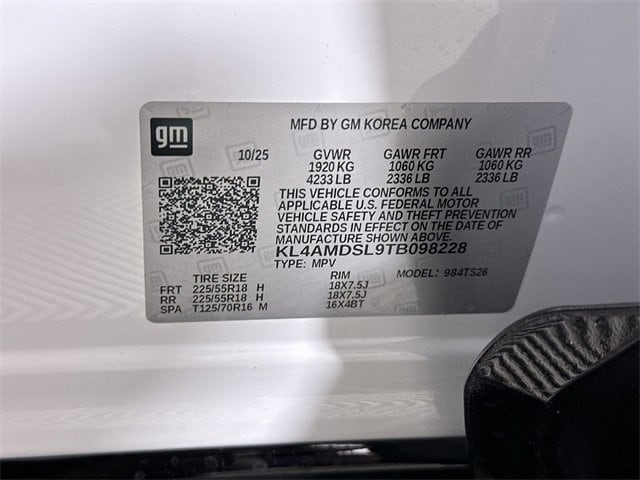 gm
MFD BY GM KOREA COMPANY
10/25 GVWR GAWR FRT GAWR RR
1920 KG 1060 KG 1060 KG
4233 LB 2336 LB 2336 LB
THIS VEHICLE CONFORMS TO ALL
APPLICABLE U.S. FEDERAL MOTOR
VEHICLE SAFETY AND THEFT PREVENTION
STANDARDS IN EFFECT ON THE DATE OF
MANUFACTURE SHOWN ABOVE.
KL4AMDSL9TB098228
TYPE: MPV MODEL: 984TS26
TIRE SIZE RIM
FRT 225/55R18 H 18X7.5J
RR 225/55R18 H 18X7.5J
SPA T125/70R16 M 16X4BT